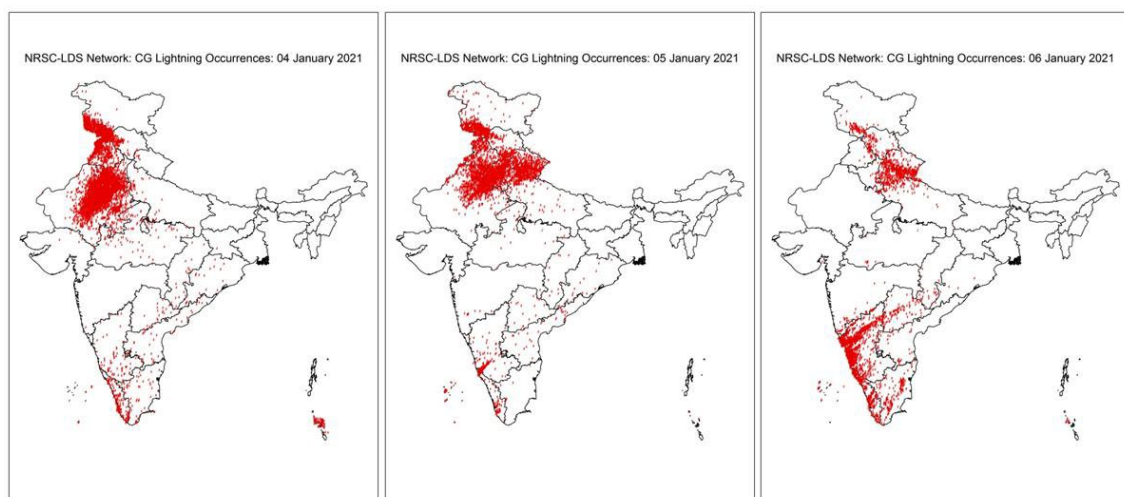 NRSC-LDS Network: CG Lightning Occurrences: 04 January 2021
NRSC-LDS Network: CG Lightning Occurrences: 05 January 2021
NRSC-LDS Network: CG Lightning Occurrences: 06 January 2021